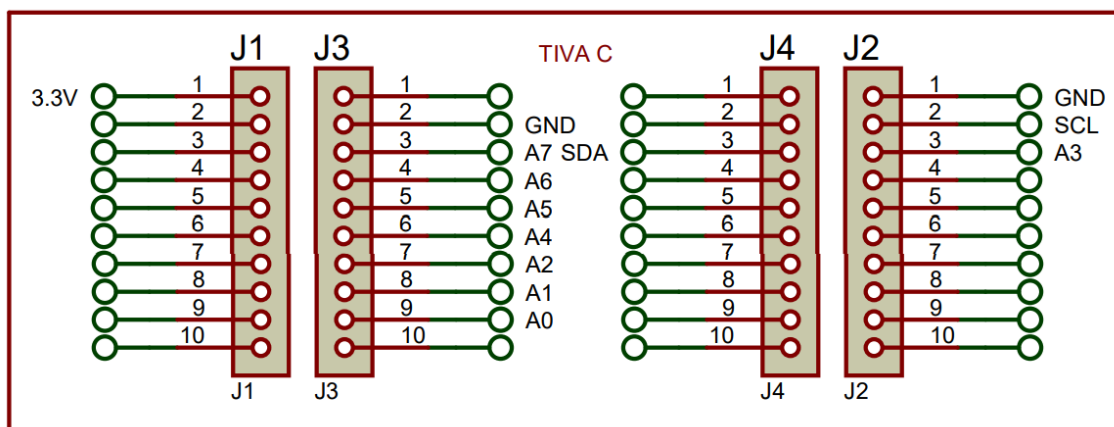 J1 J3 TIVA C J4 J2
3.3V 1 1 1 1 GND
2 2 GND 2 2 SCL
3 3 A7 SDA 3 3 A3
4 4 A6 4 4
5 5 A5 5 5
6 6 A4 6 6
7 7 A2 7 7
8 8 A1 8 8
9 9 A0 9 9
10 10 10 10
J1 J3 J4 J2